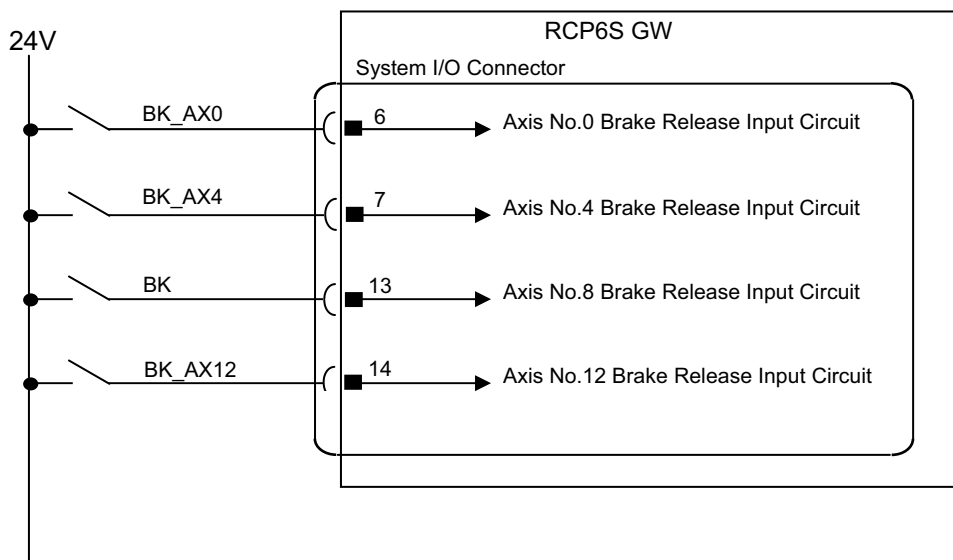 RCP6S GW
24V
System I/O Connector
BK_AX0
6
Axis No.0 Brake Release Input Circuit
BK_AX4
7
Axis No.4 Brake Release Input Circuit
BK
13
Axis No.8 Brake Release Input Circuit
BK_AX12
14
Axis No.12 Brake Release Input Circuit